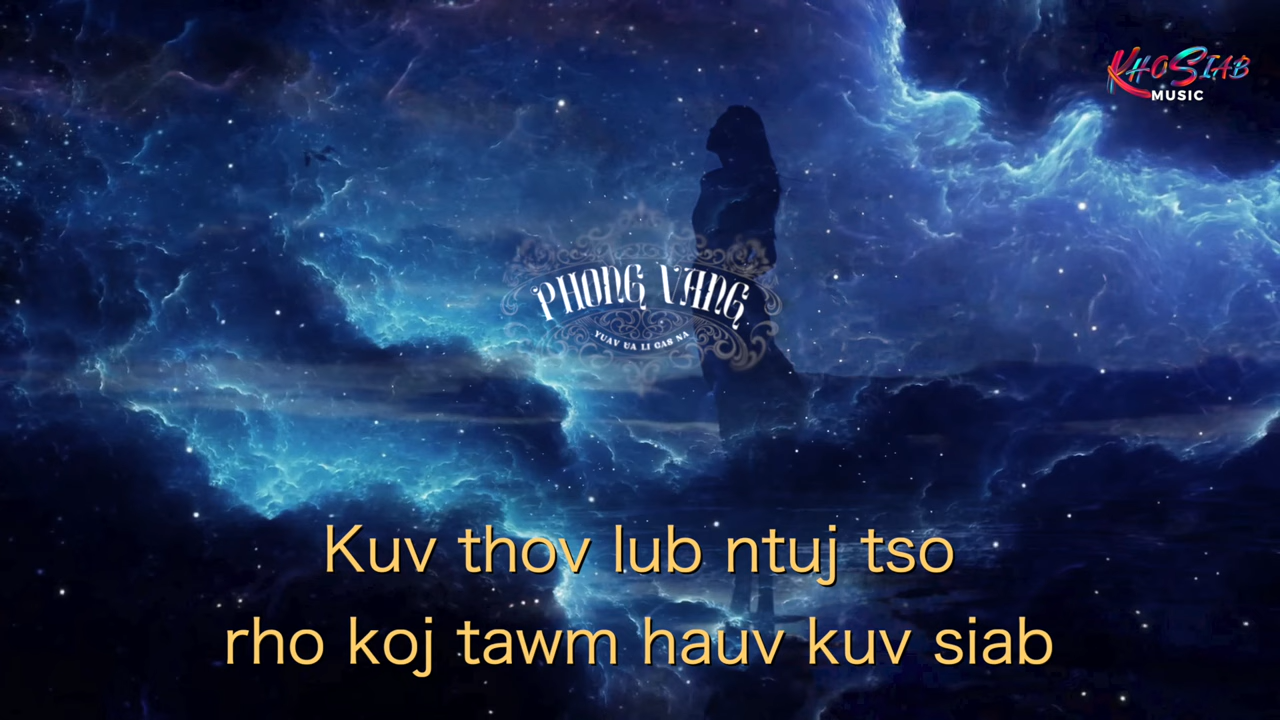 KHOSIAB
MUSIC
PHONG VANG
YUAV UA LI CAS NA
Kuv thov lub ntuj tso
rho koj tawm hauv kuv siab